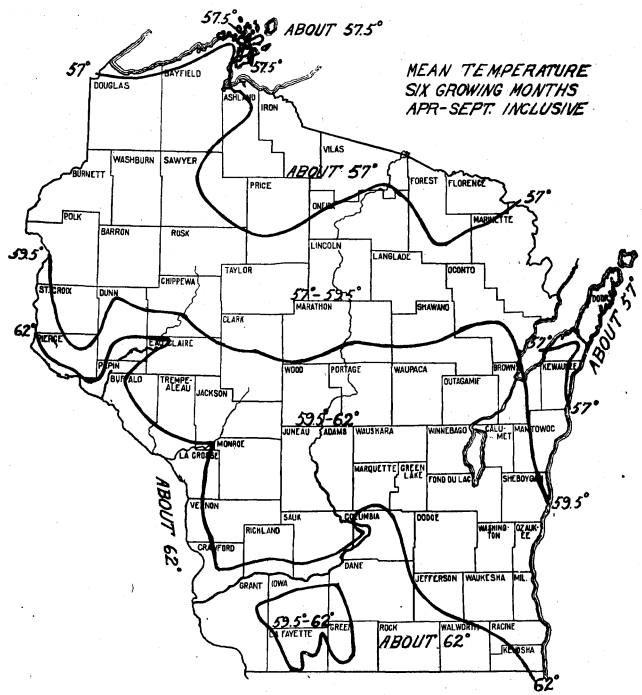 57.5°
ABOUT 57.5°
57.5°
57°
MEAN TEMPERATURE
SIX GROWING MONTHS
APR-SEPT. INCLUSIVE
BAYFIELD
DOUGLAS
ASHLAND
IRON
VILAS
WASHBURN
SAWYER
BURNETT
ABOUT 57°
PRICE
FOREST
FLORENCE
ONEIDA
57°
POLK
MARINETTE
BARRON
RUSK
LINCOLN
59.5°
LANGLADE
TAYLOR
OCONTO
CHIPPEWA
ST. CROIX
DUNN
57°-59.5°
MARATHON
SHAWANO
DOOR
ABOUT 57°
CLARK
62°
PIERCE
EAU CLAIRE
57°
PEPIN
WOOD
PORTAGE
WAUPACA
BROWN
KEWAUNEE
BUFFALO
TREMPE-
ALEAU
JACKSON
OUTAGAMIE
57°
59.5°-62°
JUNEAU
ADAMS
WAUSHARA
WINNEBAGO
CALU-
MET
MANITOWOC
MONROE
LA CROSSE
MARQUETTE
GREEN
LAKE
FOND DU LAC
SHEBOYGAN
59.5°
ABOUT 62°
VERNON
SAUK
COLUMBIA
DODGE
RICHLAND
WASHING-
TON
OZAUK-
EE
CRAWFORD
DANE
GRANT
IOWA
JEFFERSON
WAUKESHA
MIL.
59.5°-62°
LA FAYETTE
GREEN
ROCK
WALWORTH
RACINE
ABOUT 62°
KENOSHA
62°